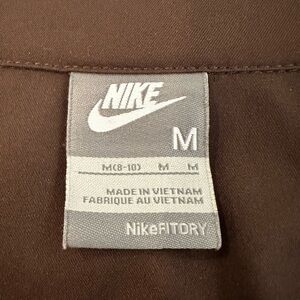 NIKE
M
M(8-10) M M
MADE IN VIETNAM
FABRIQUE AU VIETNAM
NikeFITDRY